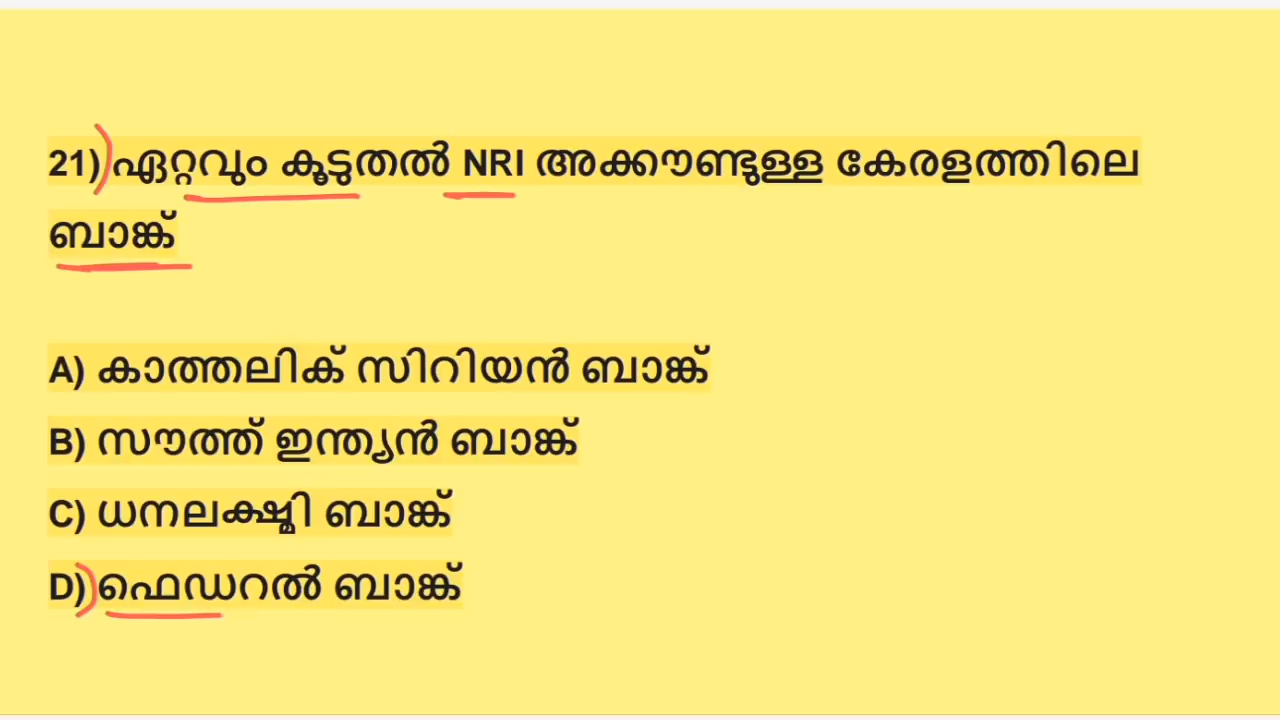 21) ഏറ്റവും കൂടുതൽ NRI അക്കൗണ്ടുള്ള കേരളത്തിലെ
ബാങ്ക്
A) കാത്തലിക് സിറിയൻ ബാങ്ക്
B) സൗത്ത് ഇന്ത്യൻ ബാങ്ക്
C) ധനലക്ഷ്മി ബാങ്ക്
D) ഫെഡറൽ ബാങ്ക്